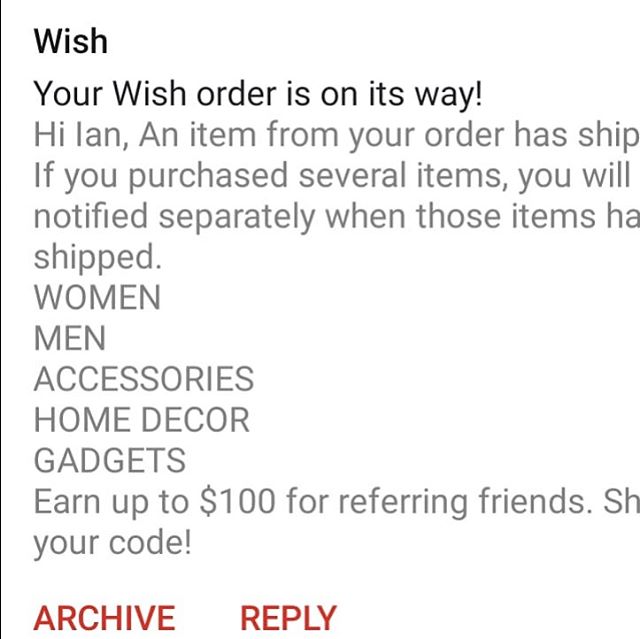 Wish
Your Wish order is on its way!
Hi Ian, An item from your order has ship
If you purchased several items, you will
notified separately when those items ha
shipped.
WOMEN
MEN
ACCESSORIES
HOME DECOR
GADGETS
Earn up to $100 for referring friends. Sh
your code!
ARCHIVE REPLY